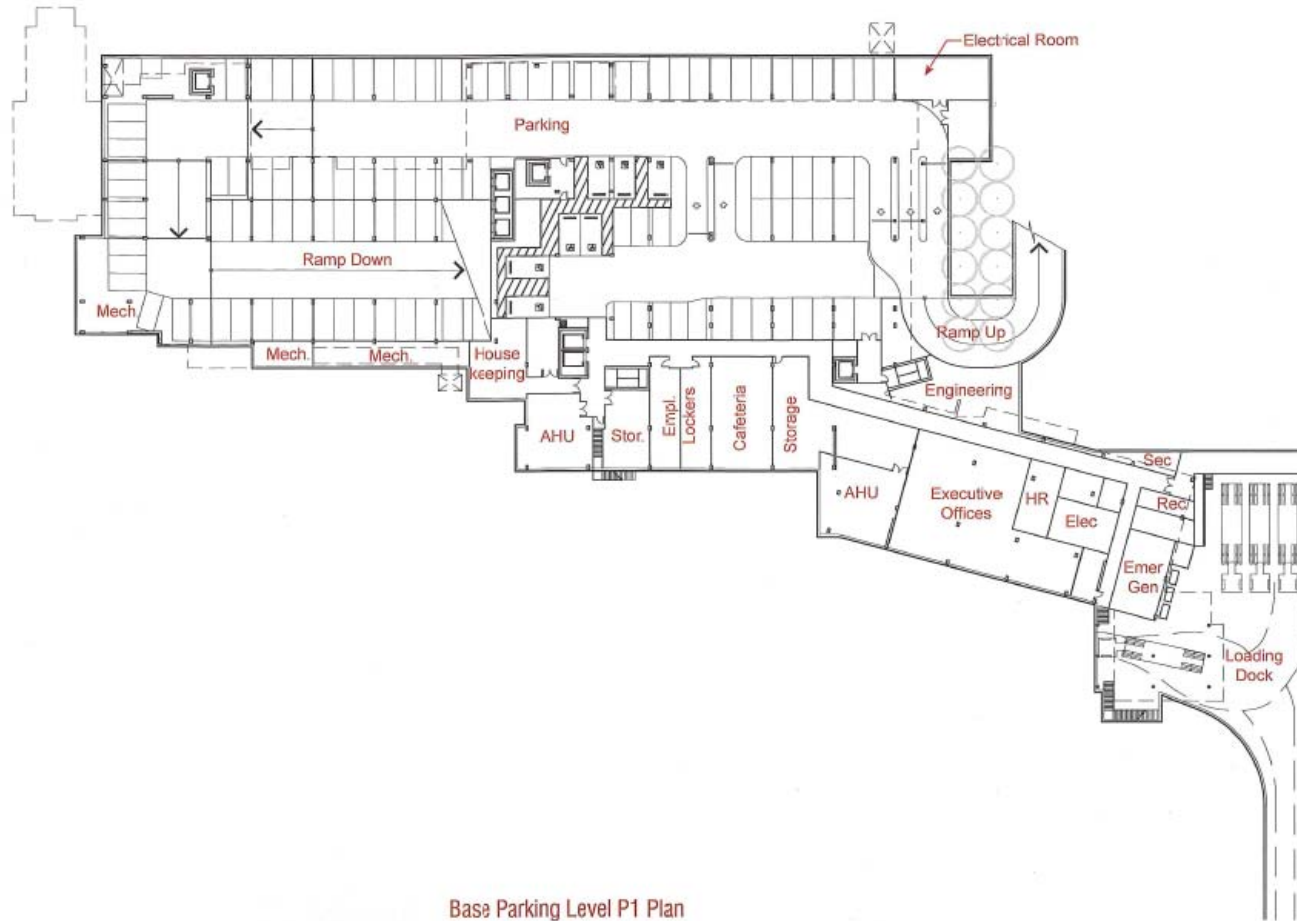 Electrical Room
Parking
Ramp Down
Mech.
Ramp Up
Mech.
Mech.
House
keeping
Engineering
AHU
Stor.
Empl.
Lockers
Cafeteria
Storage
Sec
AHU
Executive
Offices
HR
Rec
Elec
Emer
Gen
Loading
Dock
Base Parking Level P1 Plan